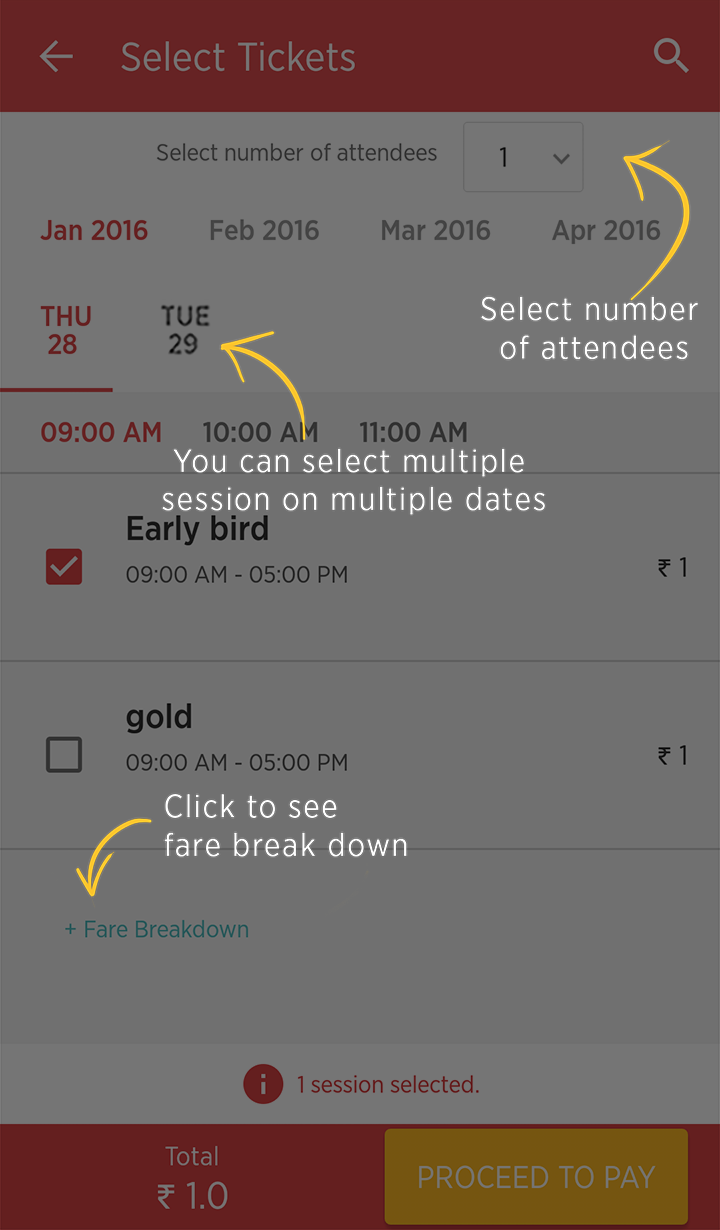 Select Tickets
Select number of attendees 1
Jan 2016 Feb 2016 Mar 2016 Apr 2016
Select number
of attendees
THU TUE
28 29
09:00 AM 10:00 AM 11:00 AM
You can select multiple
session on multiple dates
Early bird
09:00 AM - 05:00 PM
₹ 1
gold
09:00 AM - 05:00 PM
₹ 1
Click to see
fare break down
+ Fare Breakdown
i 1 session selected.
Total
₹ 1.0
PROCEED TO PAY